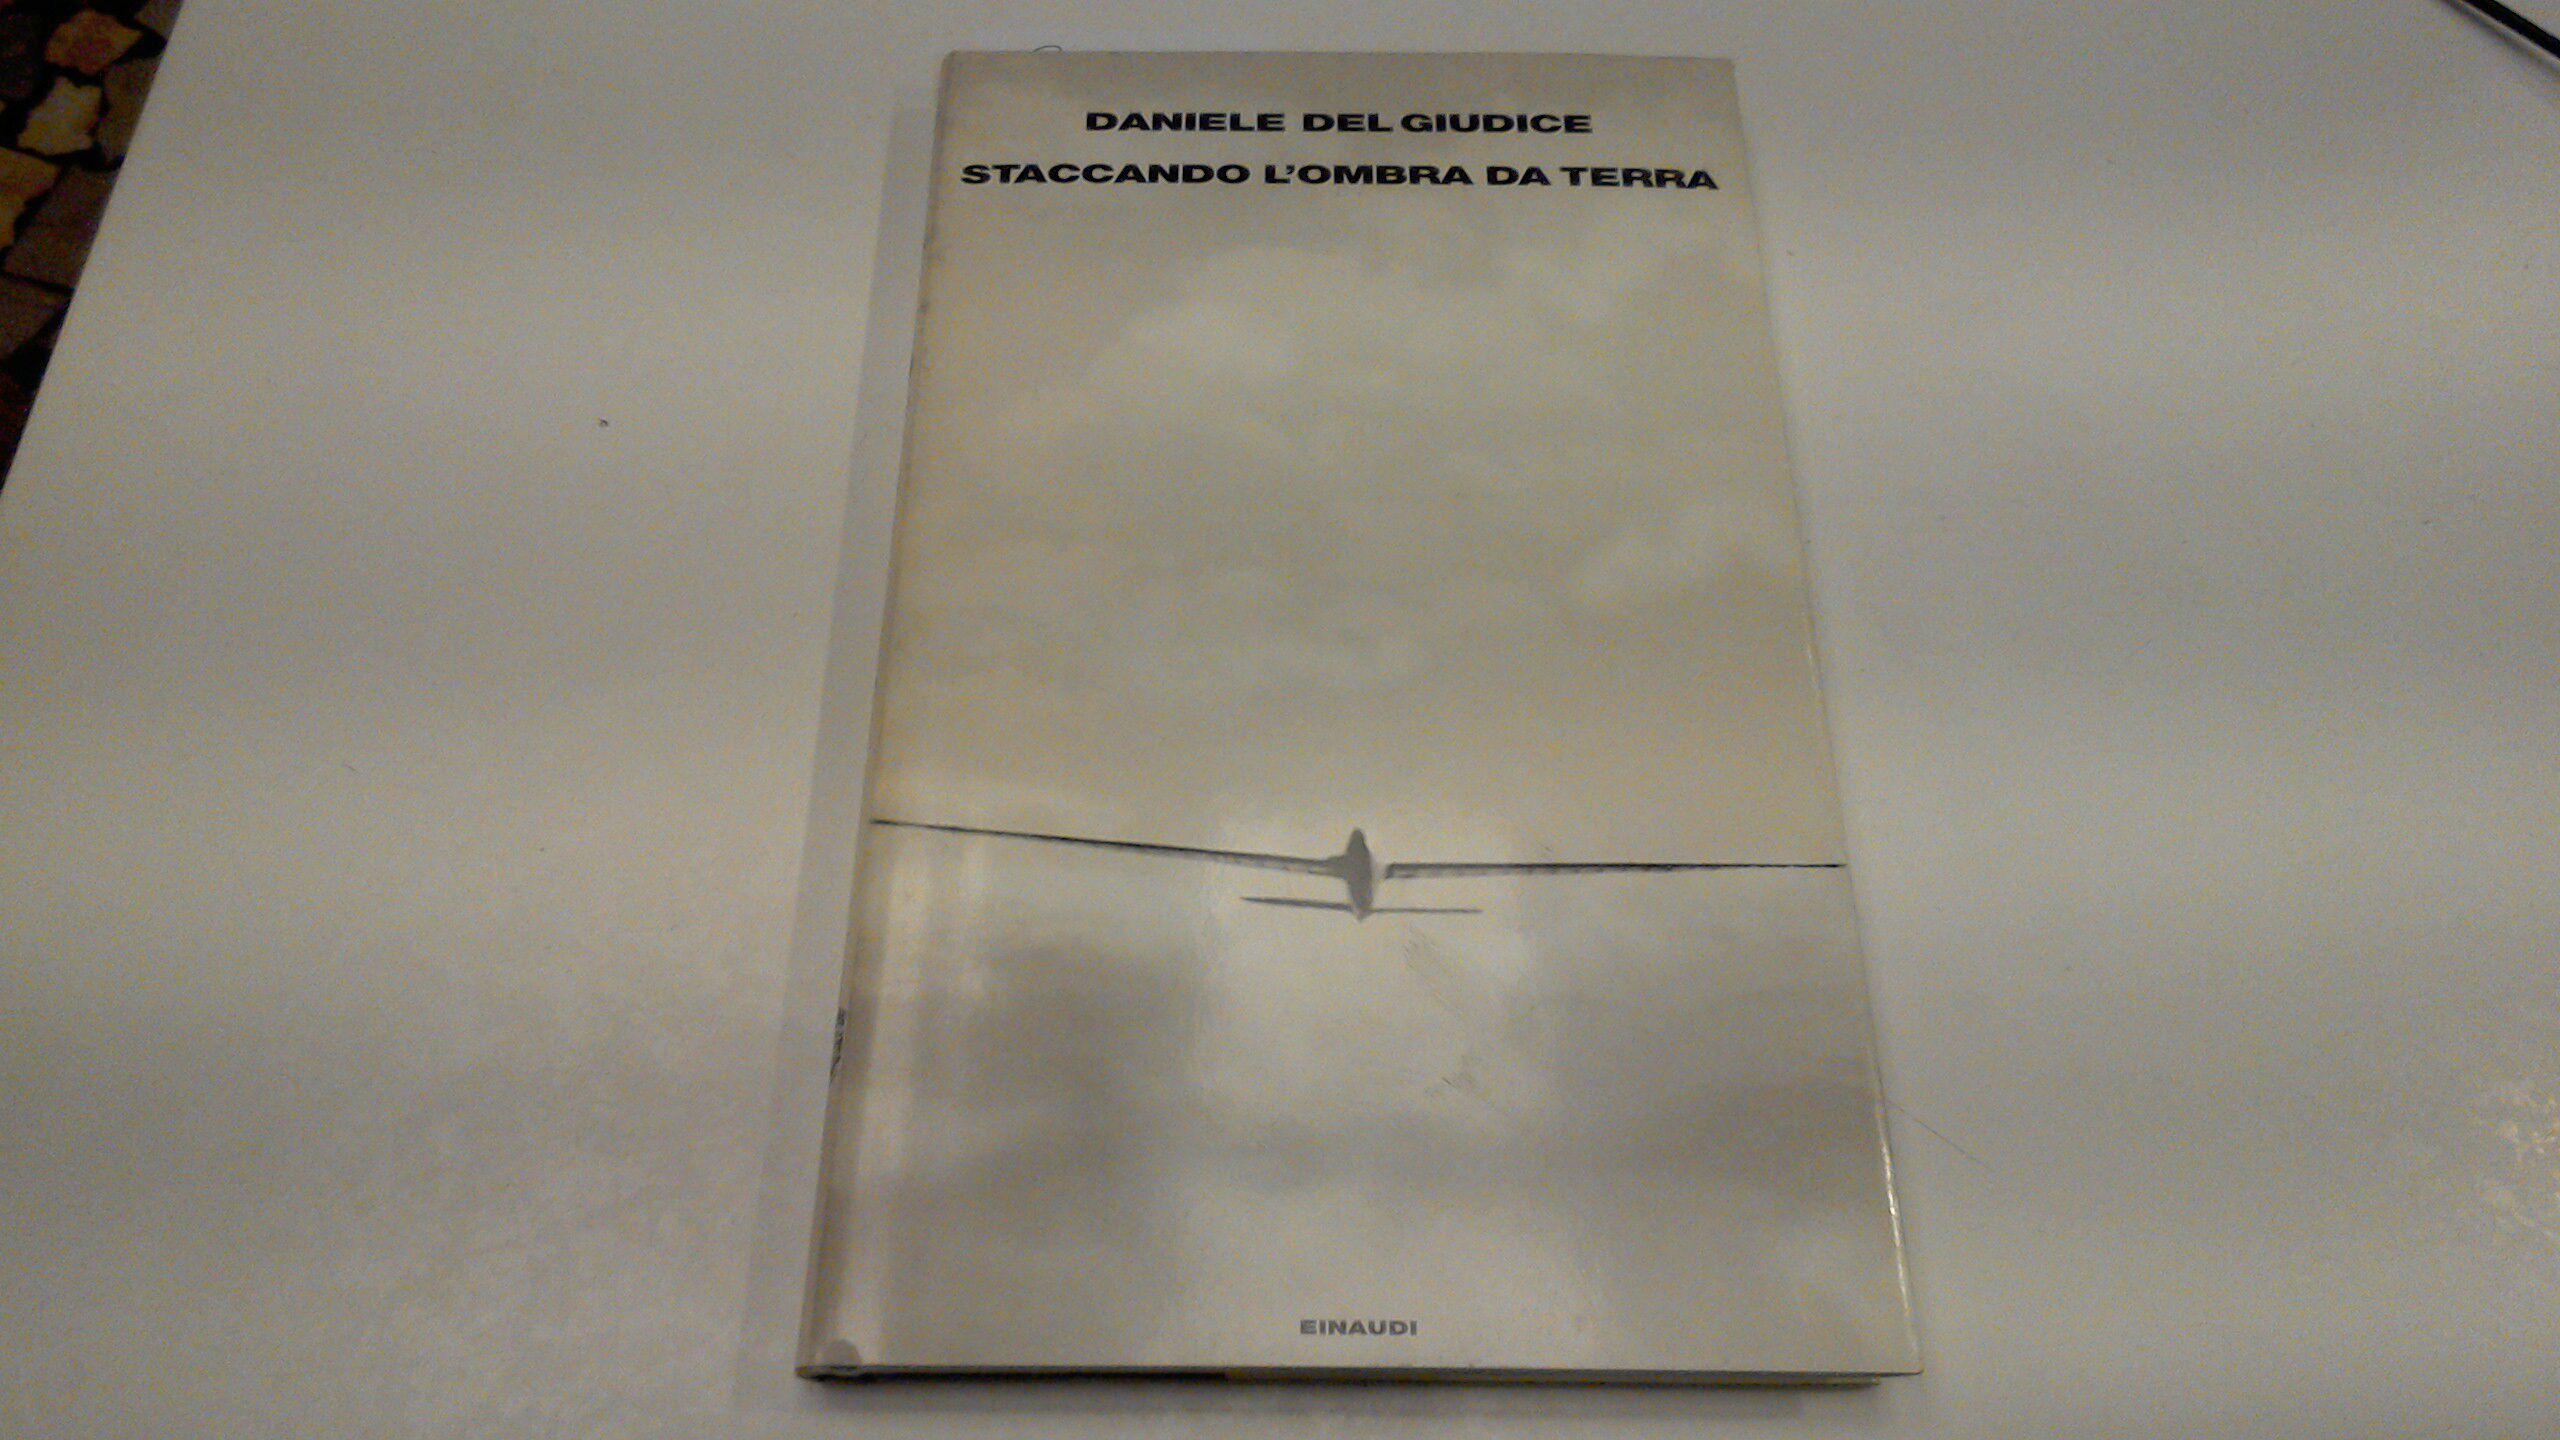 DANIELE DEL GIUDICE
STACCANDO L'OMBRA DA TERRA
EINAUDI